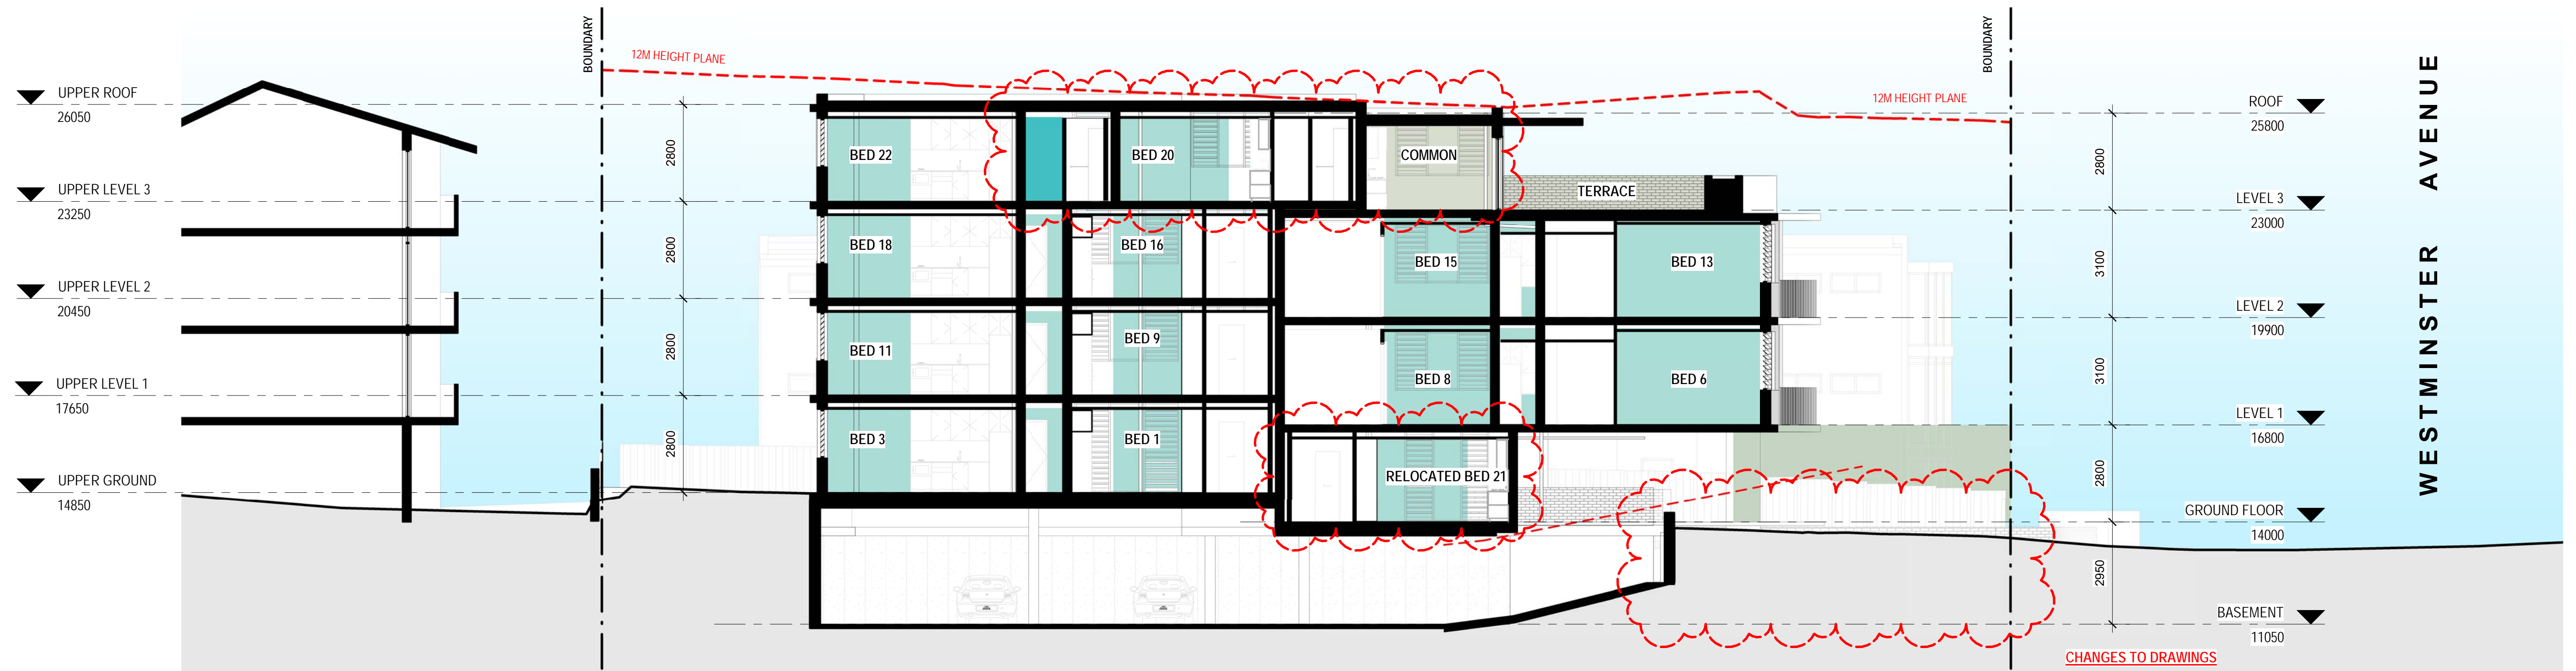 BOUNDARY
BOUNDARY
12M HEIGHT PLANE
12M HEIGHT PLANE
UPPER ROOF
26050
UPPER LEVEL 3
23250
UPPER LEVEL 2
20450
UPPER LEVEL 1
17650
UPPER GROUND
14850
2800
2800
2800
2800
BED 22
BED 20
COMMON
TERRACE
BED 18
BED 16
BED 15
BED 13
BED 11
BED 9
BED 8
BED 6
BED 3
BED 1
RELOCATED BED 21
2800
3100
3100
2800
2950
ROOF
25800
LEVEL 3
23000
LEVEL 2
19900
LEVEL 1
16800
GROUND FLOOR
14000
BASEMENT
11050
WESTMINSTER AVENUE
CHANGES TO DRAWINGS